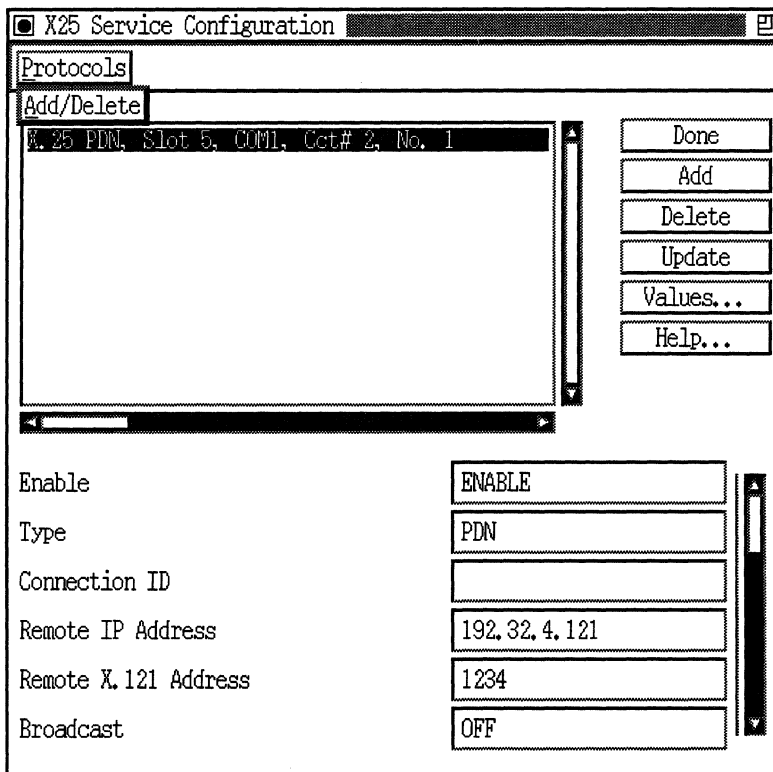 X25 Service Configuration
Protocols
Add/Delete
X.25 PDN, Slot 5, COM1, Cct# 2, No. 1
Done
Add
Delete
Update
Values...
Help...
Enable ENABLE
Type PDN
Connection ID
Remote IP Address 192.32.4.121
Remote X.121 Address 1234
Broadcast OFF